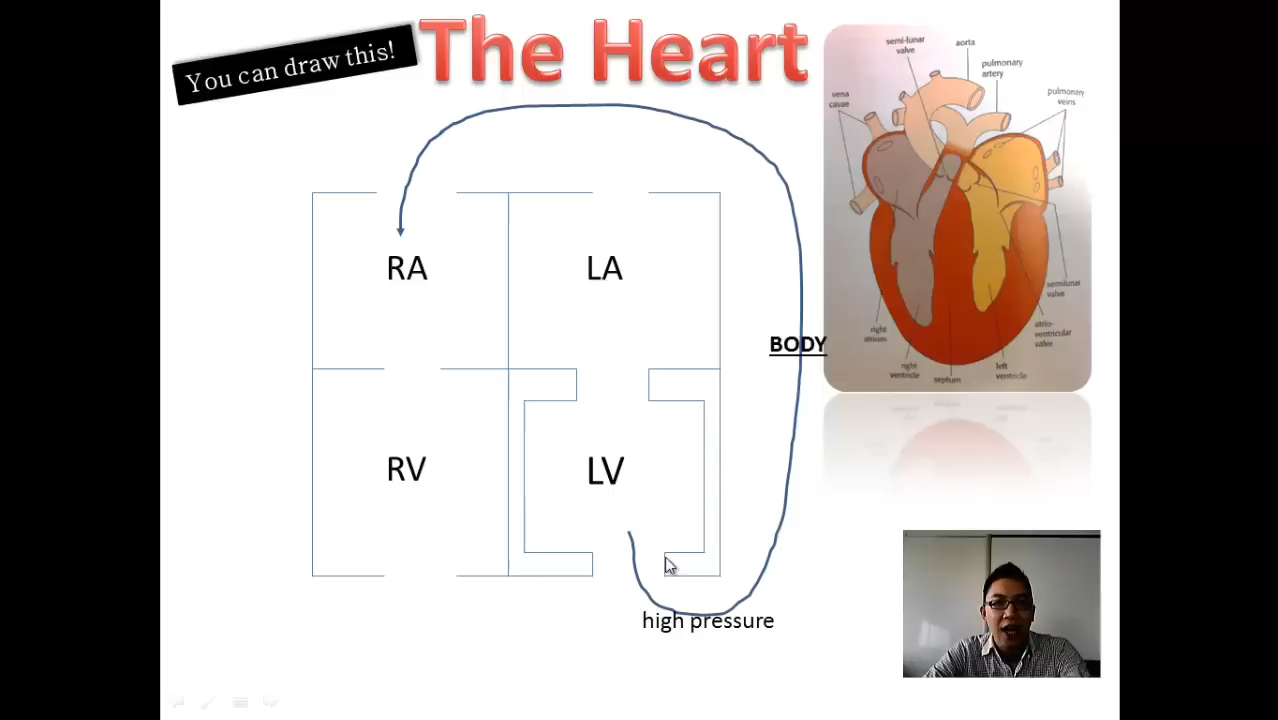 You can draw this!
The Heart
semi-lunar
valve
aorta
pulmonary
artery
vena
cavae
pulmonary
veins
RA
LA
BODY
RV
LV
high pressure
semilunar
valve
atrio-
ventricular
valve
right
atrium
right
ventricle
septum
left
ventricle